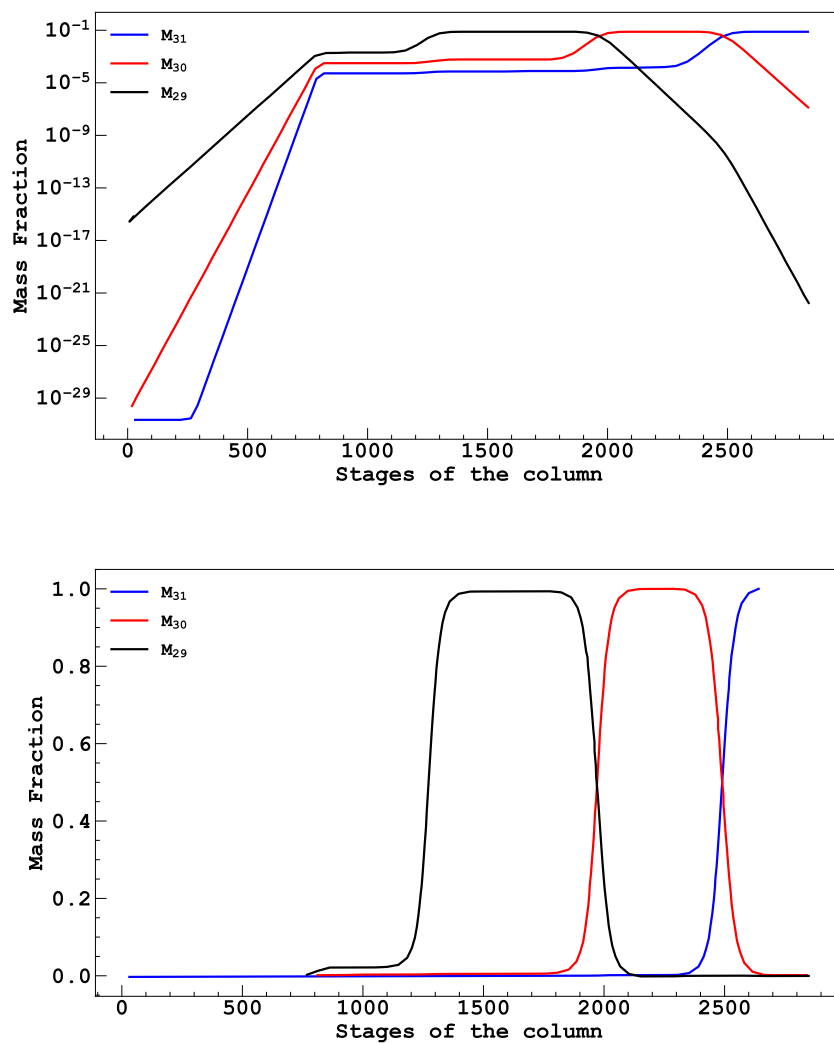 10⁻¹
10⁻⁵
10⁻⁹
10⁻¹³
10⁻¹⁷
10⁻²¹
10⁻²⁵
10⁻²⁹
Mass Fraction
M₃₁
M₃₀
M₂₉
0 500 1000 1500 2000 2500
Stages of the column
1.0
0.8
0.6
0.4
0.2
0.0
Mass Fraction
M₃₁
M₃₀
M₂₉
0 500 1000 1500 2000 2500
Stages of the column